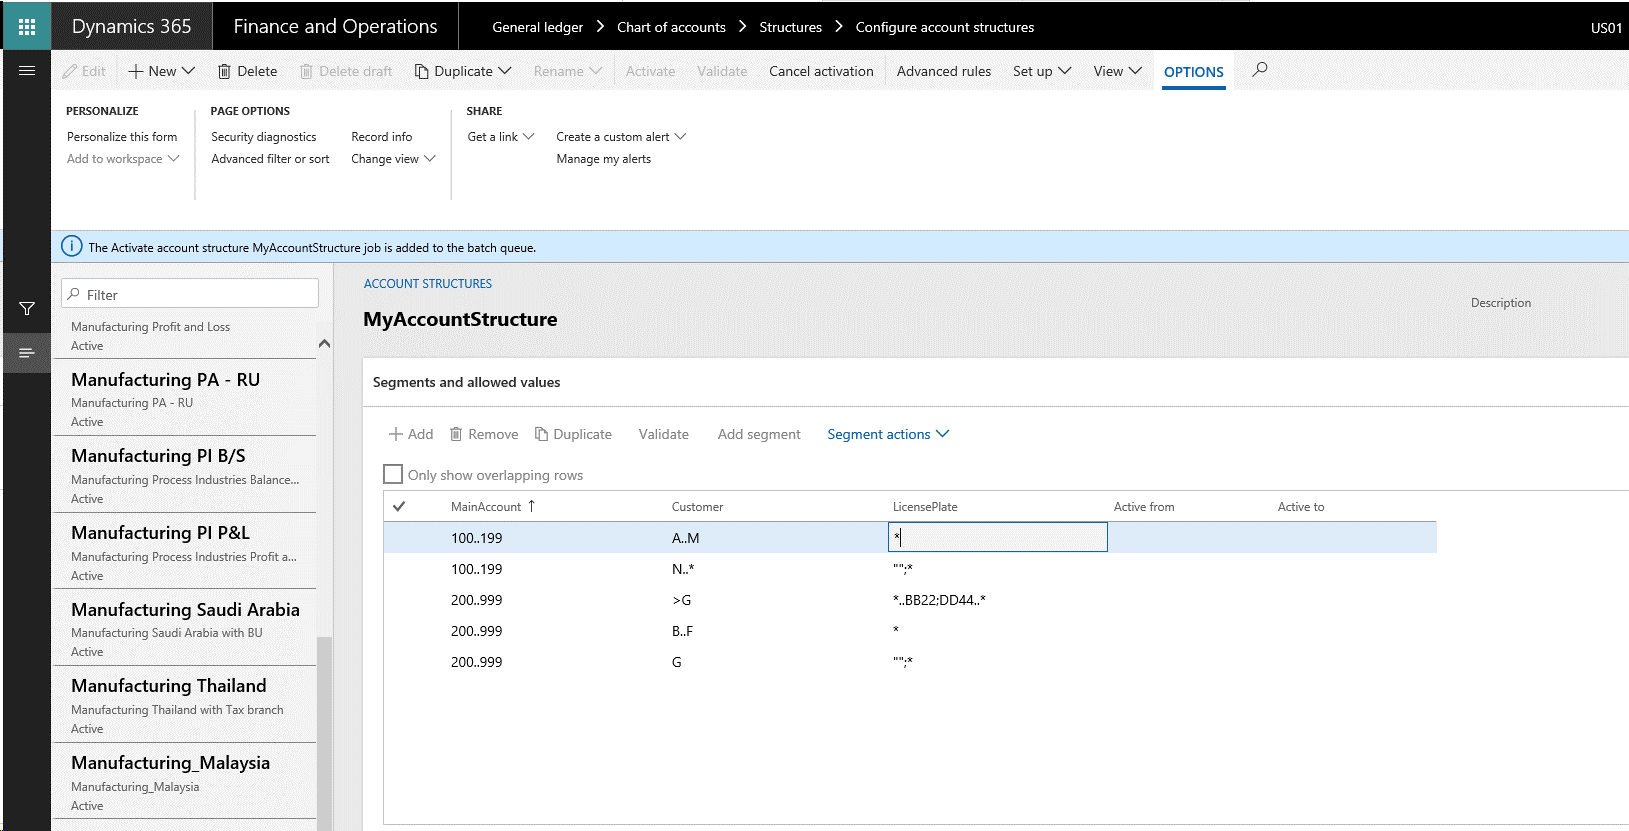 Dynamics 365 Finance and Operations General ledger > Chart of accounts > Structures > Configure account structures US01
Edit + New Delete Delete draft Duplicate Rename Activate Validate Cancel activation Advanced rules Set up View OPTIONS
PERSONALIZE PAGE OPTIONS SHARE
Personalize this form Security diagnostics Record info Get a link Create a custom alert
Add to workspace Advanced filter or sort Change view Manage my alerts
The Activate account structure MyAccountStructure job is added to the batch queue.
Filter
Manufacturing Profit and Loss
Active
Manufacturing PA - RU
Manufacturing PA - RU
Active
Manufacturing PI B/S
Manufacturing Process Industries Balance...
Active
Manufacturing PI P&L
Manufacturing Process Industries Profit a...
Active
Manufacturing Saudi Arabia
Manufacturing Saudi Arabia with BU
Active
Manufacturing Thailand
Manufacturing Thailand with Tax branch
Active
Manufacturing_Malaysia
Manufacturing_Malaysia
Active
ACCOUNT STRUCTURES
MyAccountStructure
Description
Segments and allowed values
+ Add Remove Duplicate Validate Add segment Segment actions
Only show overlapping rows
MainAccount ↑ Customer LicensePlate Active from Active to
100..199 A..M *
100..199 N..* "";*
200..999 >G *..BB22;DD44..*
200..999 B..F *
200..999 G "";*